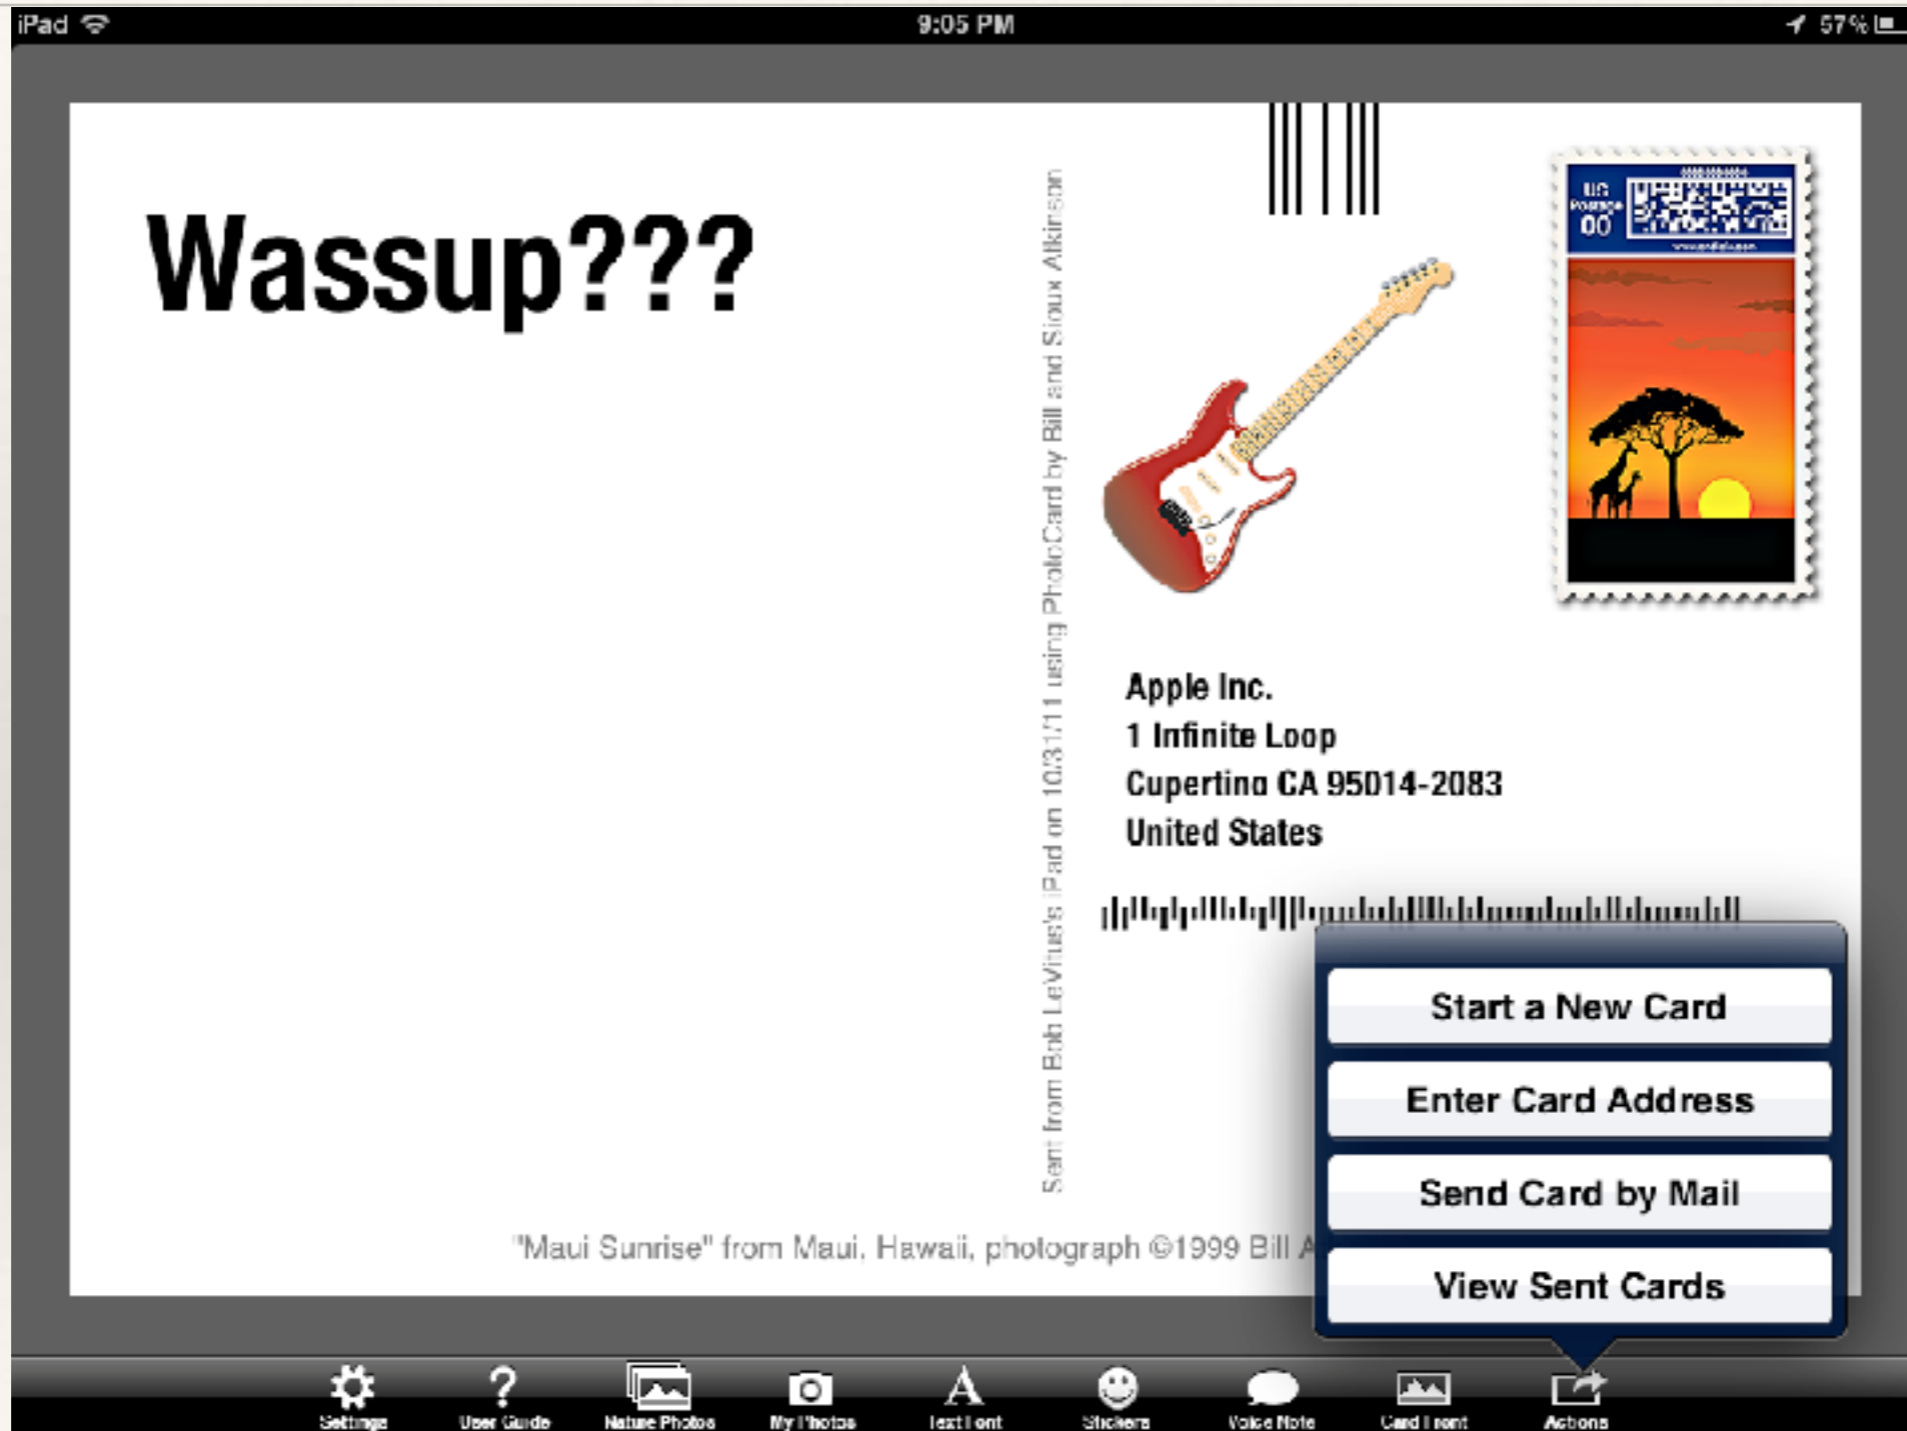 iPad
9:05 PM
57%
Wassup???
Sent from Bob LeVitus's iPad on 10/31/11 using PhotoCard by Bill and Sioux Atkinson
US
Postage
00
Apple Inc.
1 Infinite Loop
Cupertino CA 95014-2083
United States
"Maui Sunrise" from Maui, Hawaii, photograph ©1999 Bill A
Start a New Card
Enter Card Address
Send Card by Mail
View Sent Cards
Settings
User Guide
Nature Photos
My Photos
Text Font
Stickers
Voice Note
Card Front
Actions